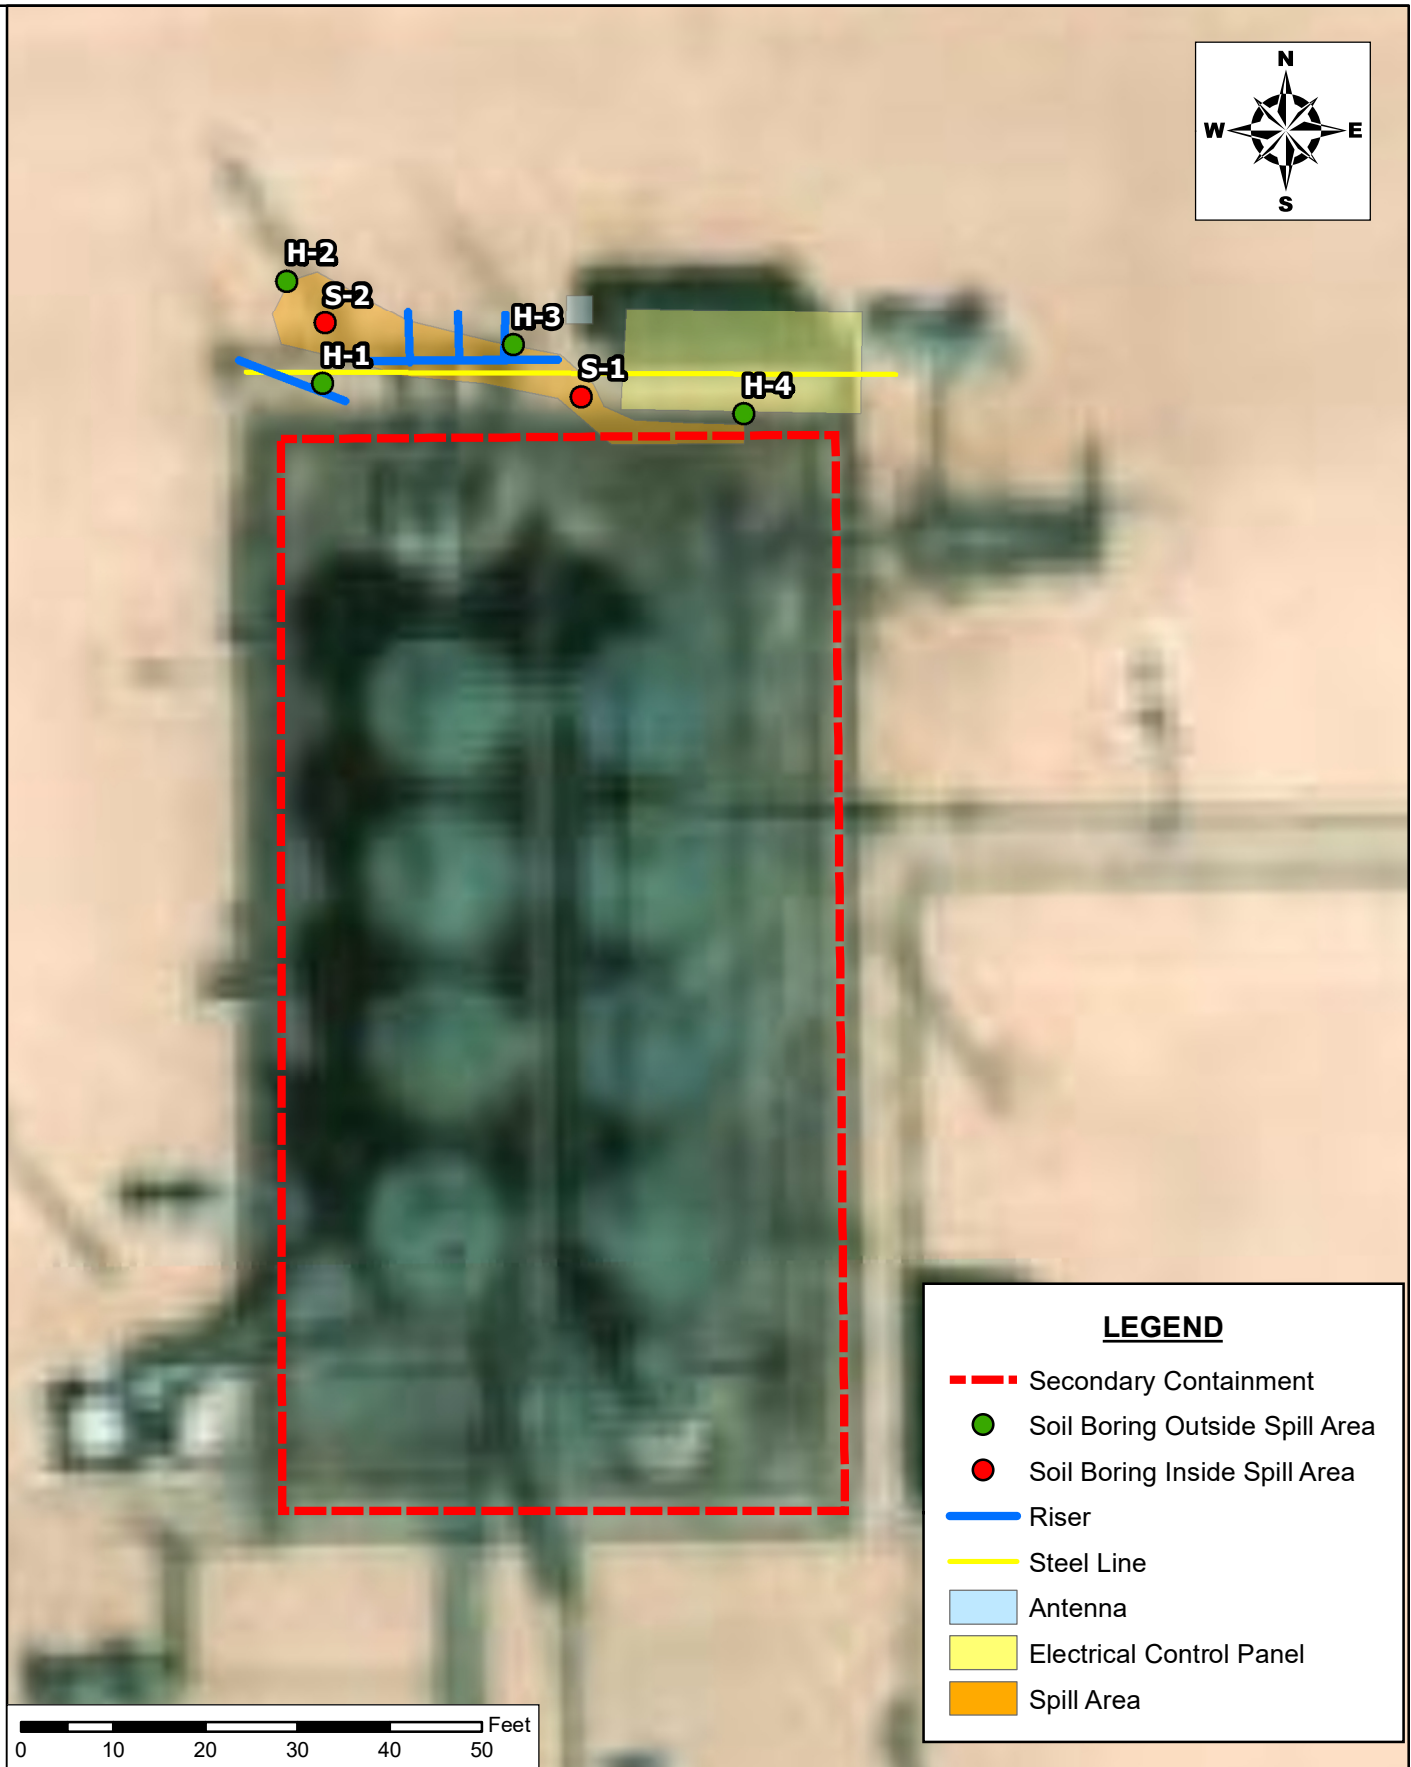 N
W E
S
H-2
S-2
H-3
H-1
S-1
H-4
LEGEND
Secondary Containment
Soil Boring Outside Spill Area
Soil Boring Inside Spill Area
Riser
Steel Line
Antenna
Electrical Control Panel
Spill Area
Feet
0 10 20 30 40 50